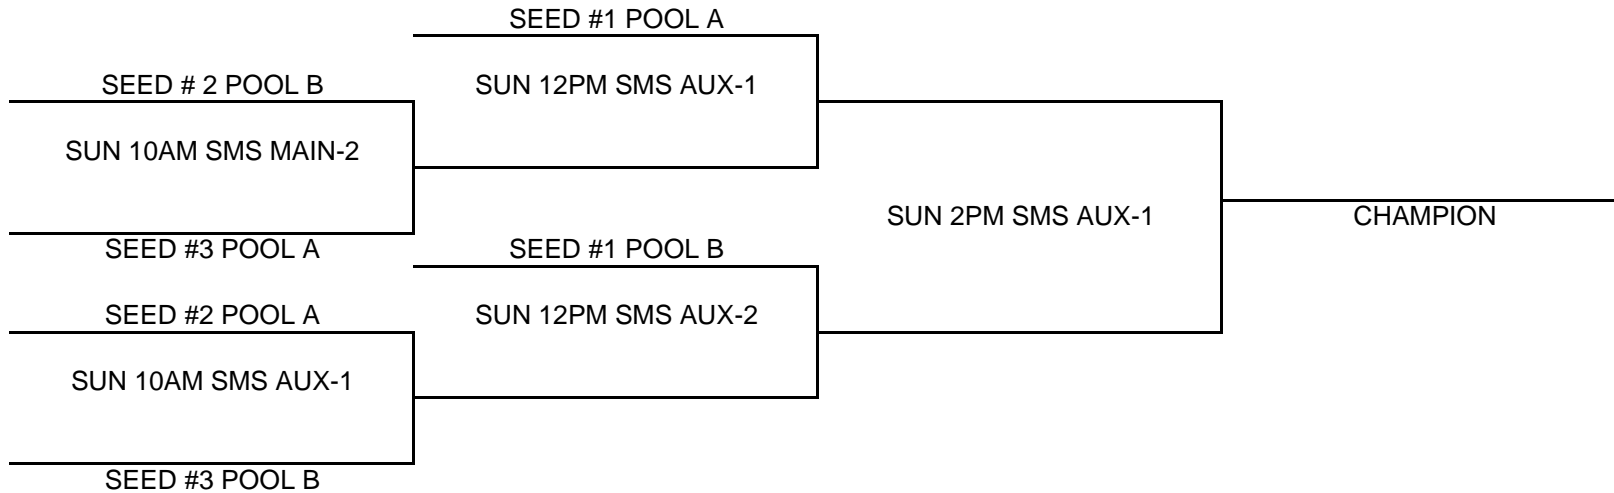 SEED #1 POOL A
SEED # 2 POOL B
SUN 12PM SMS AUX-1
SUN 10AM SMS MAIN-2
SUN 2PM SMS AUX-1
CHAMPION
SEED #3 POOL A
SEED #1 POOL B
SEED #2 POOL A
SUN 12PM SMS AUX-2
SUN 10AM SMS AUX-1
SEED #3 POOL B